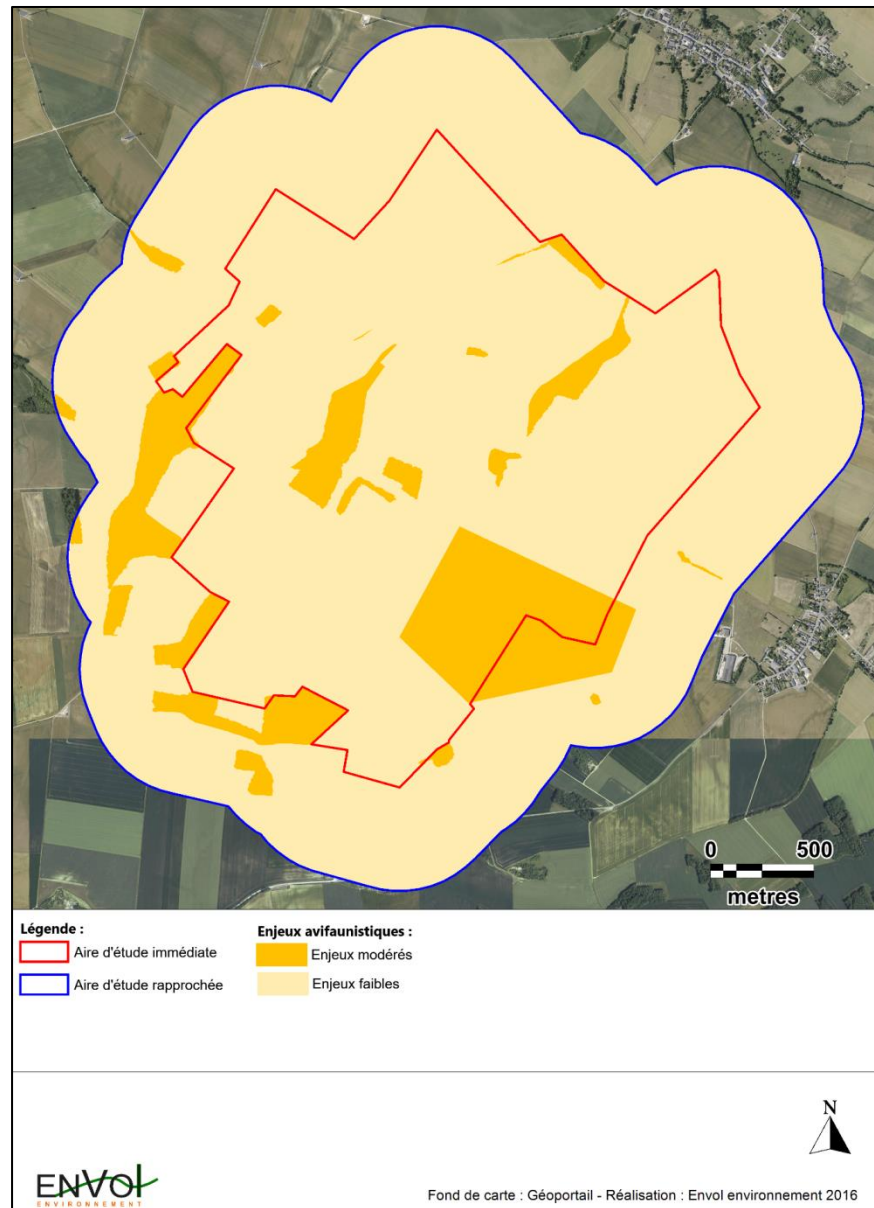 0 500
metres
Légende :
Aire d'étude immédiate
Aire d'étude rapprochée
Enjeux avifaunistiques :
Enjeux modérés
Enjeux faibles
N
ENVOL
ENVIRONNEMENT
Fond de carte : Géoportail - Réalisation : Envol environnement 2016